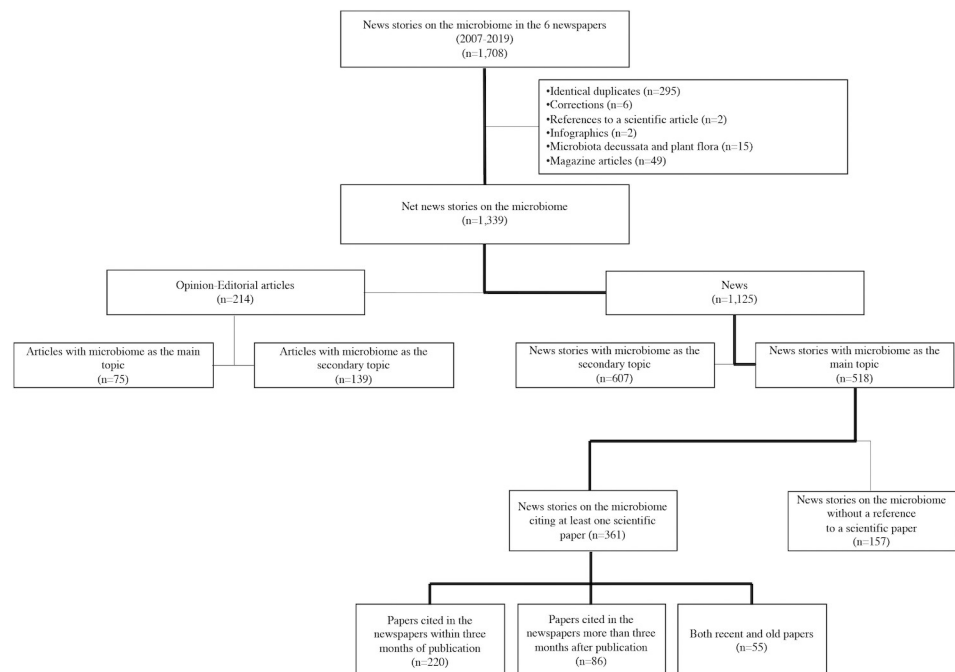 News stories on the microbiome in the 6 newspapers
(2007-2019)
(n=1,708)
•Identical duplicates (n=295)
•Corrections (n=6)
•References to a scientific article (n=2)
•Infographics (n=2)
•Microbiota decussata and plant flora (n=15)
•Magazine articles (n=49)
Net news stories on the microbiome
(n=1,339)
Opinion-Editorial articles
(n=214)
News
(n=1,125)
Articles with microbiome as the main
topic
(n=75)
Articles with microbiome as the
secondary topic
(n=139)
News stories with microbiome as the
secondary topic
(n=607)
News stories with microbiome as the
main topic
(n=518)
News stories on the microbiome
citing at least one scientific
paper (n=361)
News stories on the microbiome
without a reference
to a scientific paper
(n=157)
Papers cited in the
newspapers within three
months of publication
(n=220)
Papers cited in the
newspapers more than three
months after publication
(n=86)
Both recent and old papers
(n=55)